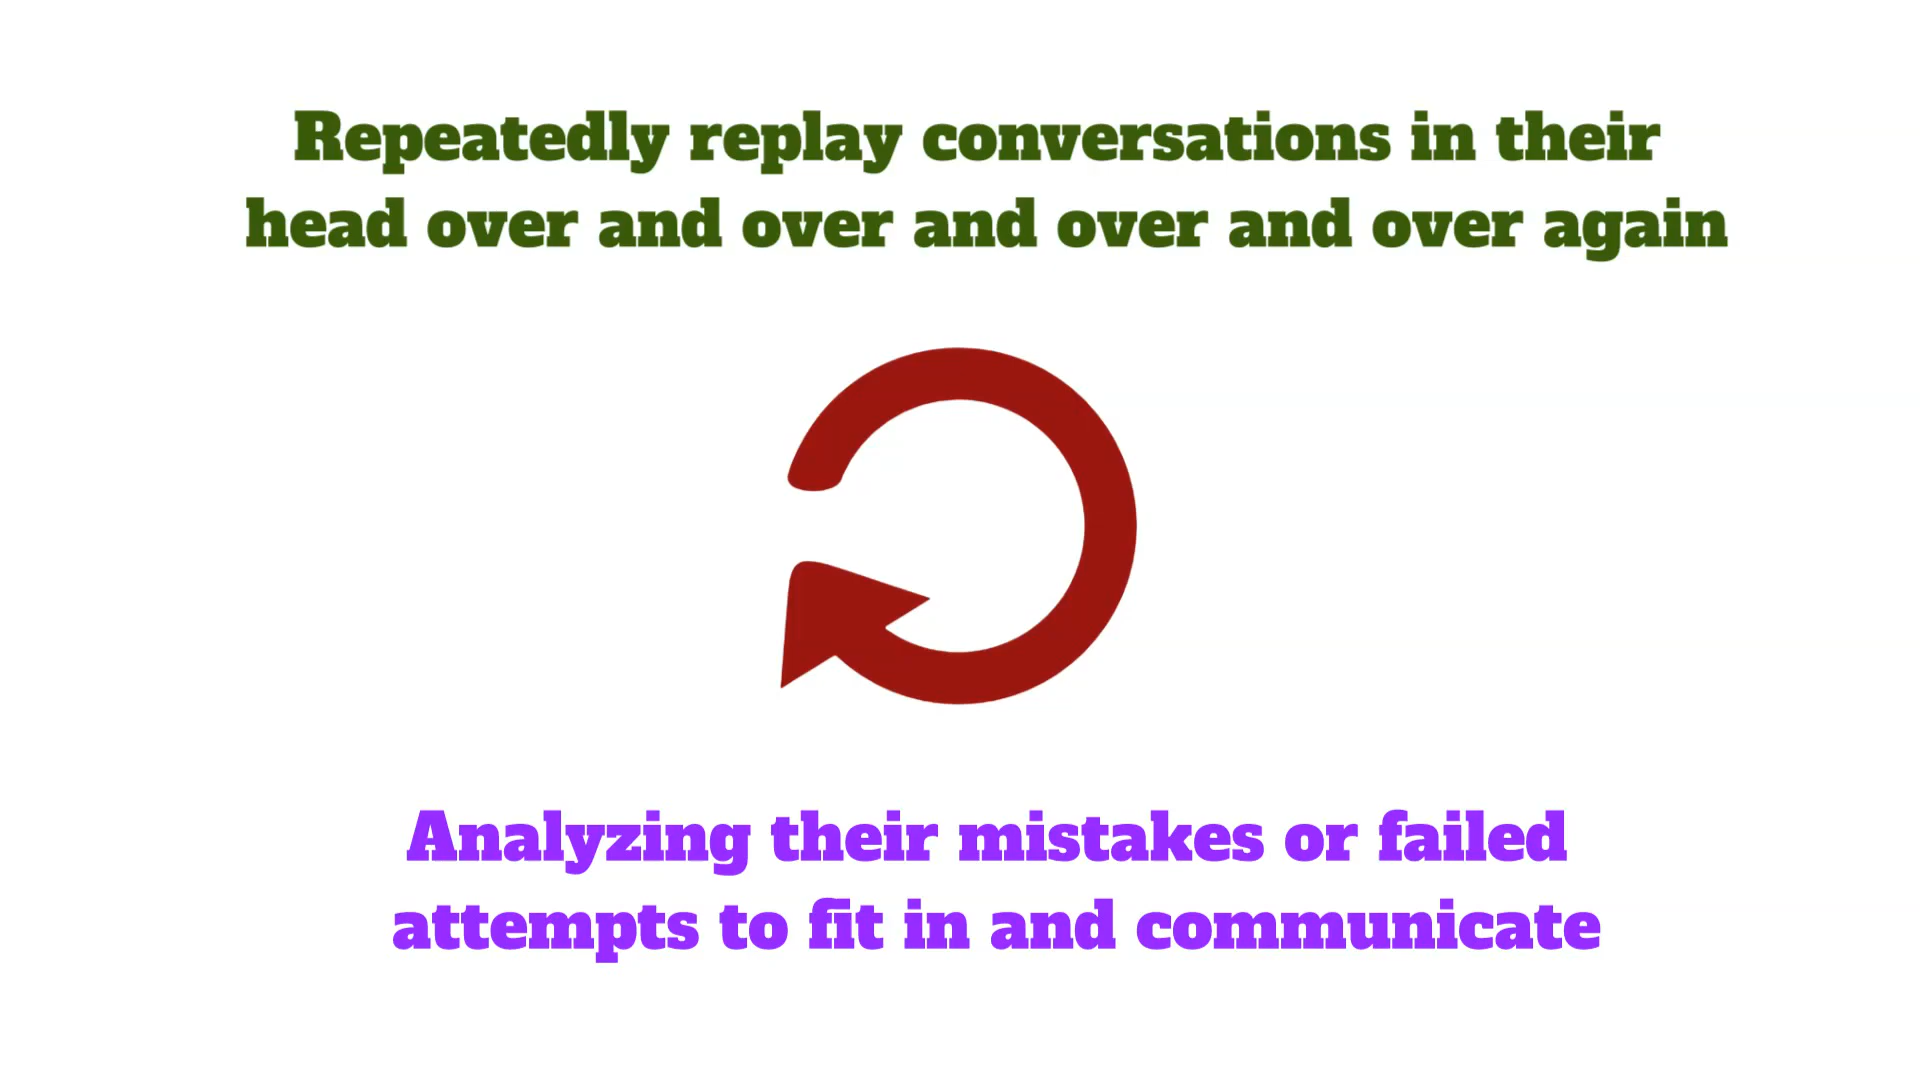 Repeatedly replay conversations in their
head over and over and over and over again
Analyzing their mistakes or failed
attempts to fit in and communicate